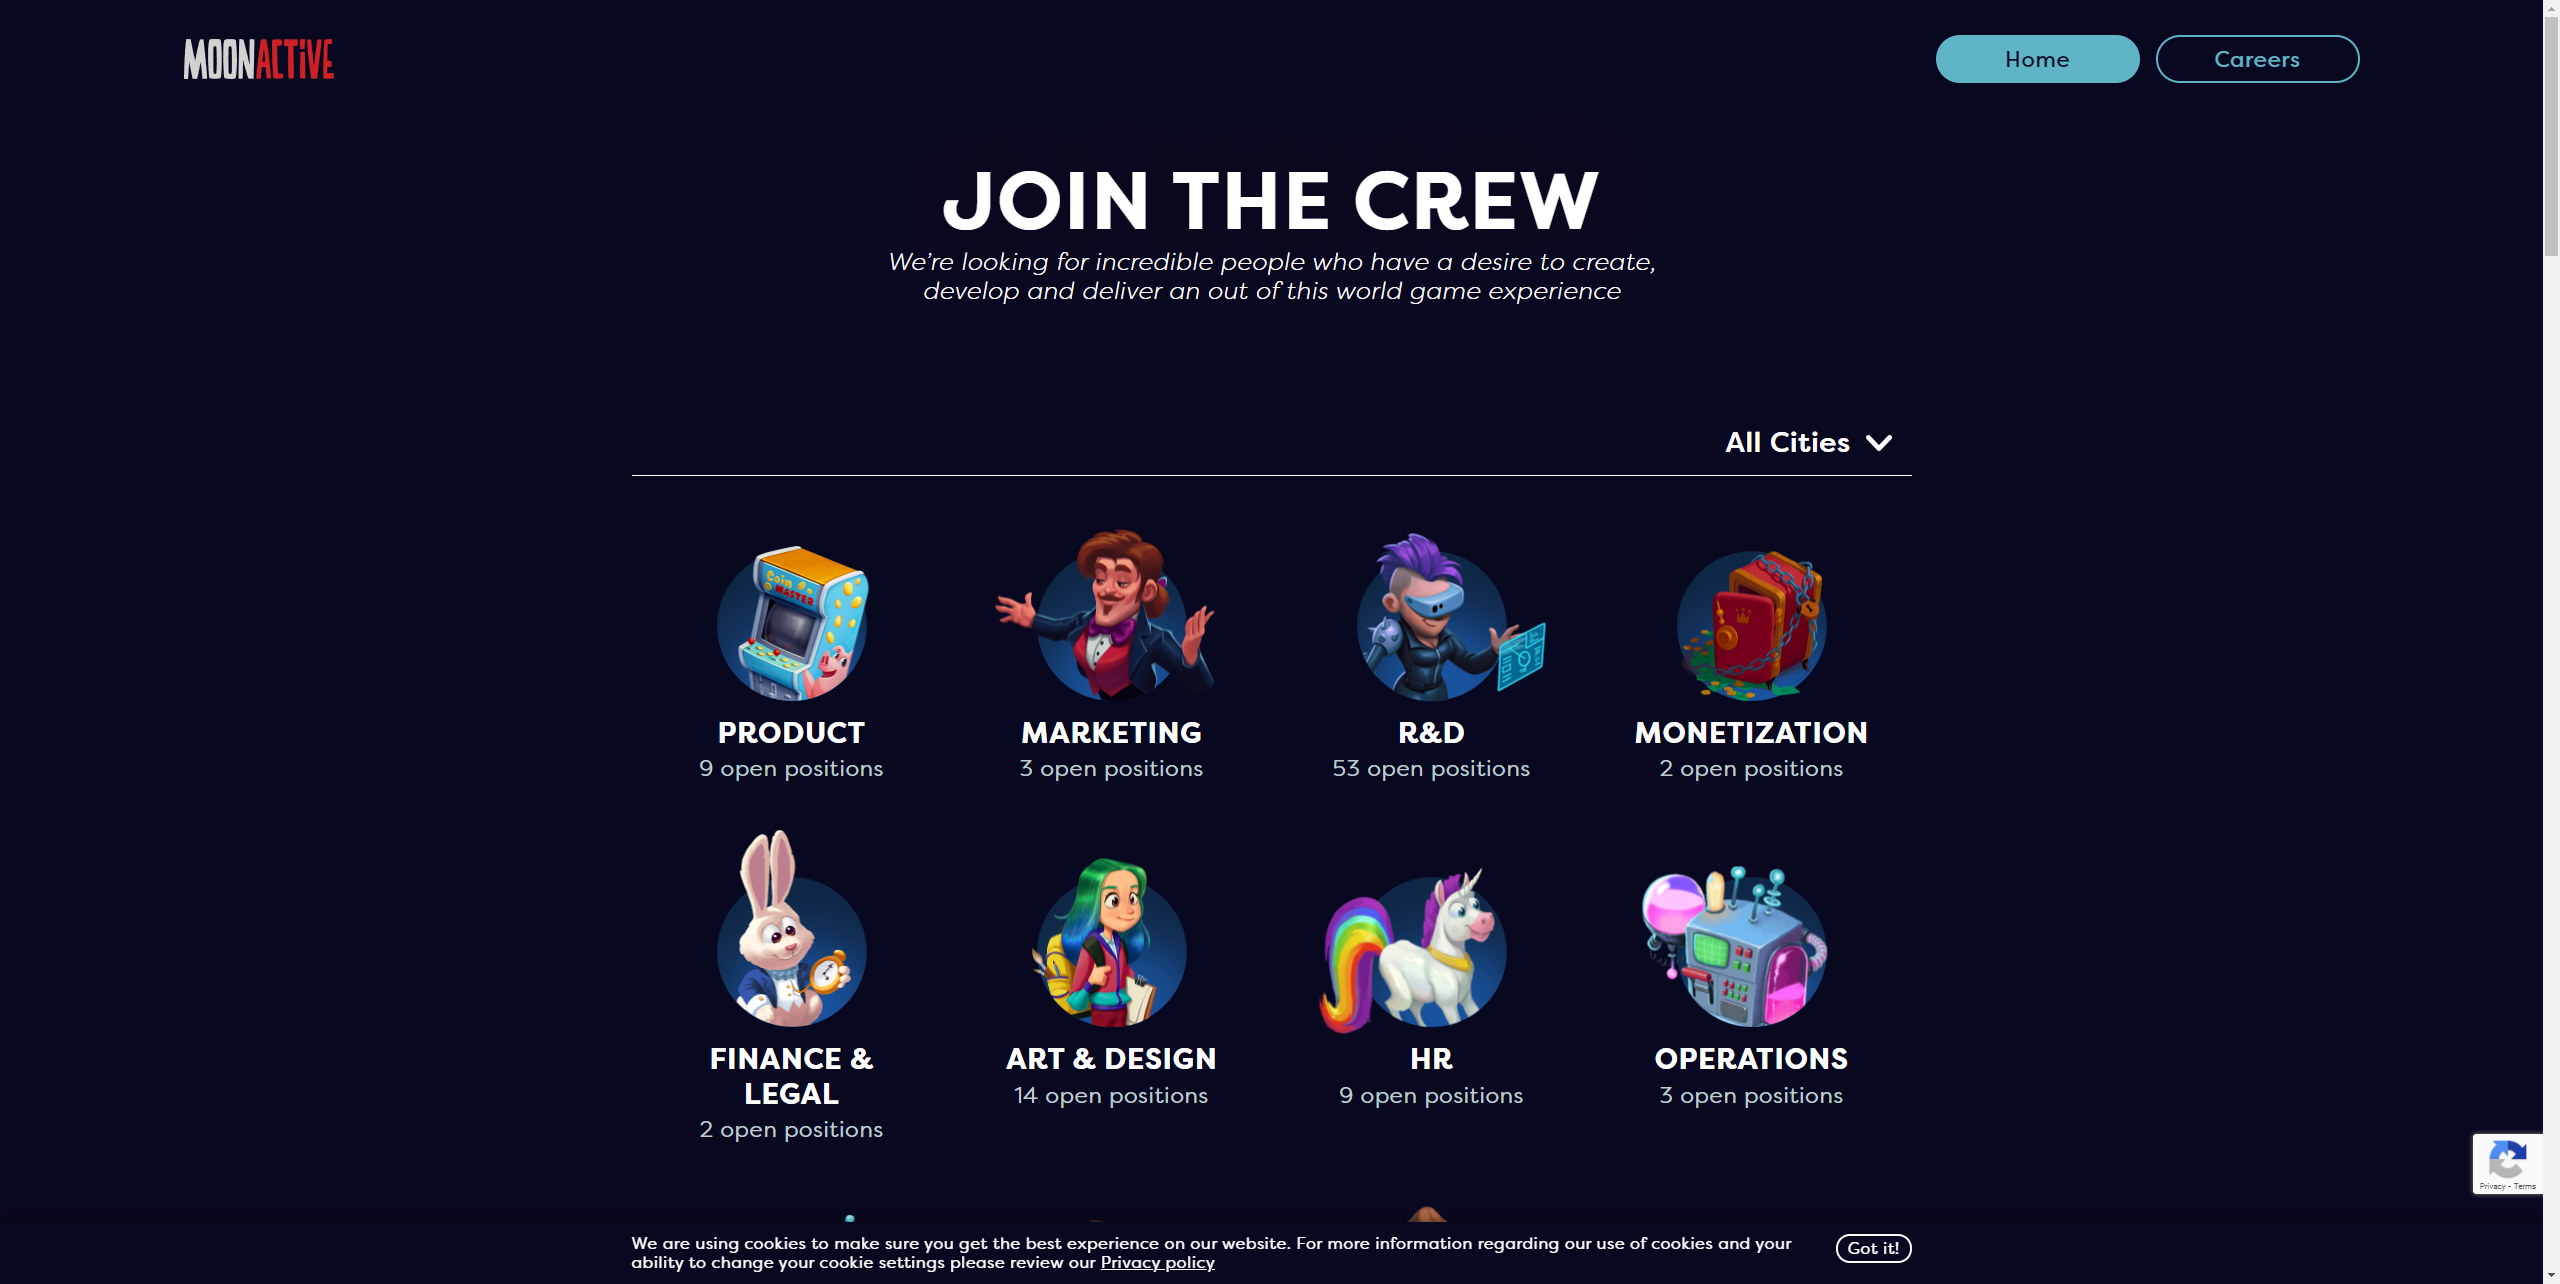 MOONACTIVE
Home
Careers
JOIN THE CREW
We're looking for incredible people who have a desire to create,
develop and deliver an out of this world game experience
All Cities
Coin
MASTER
PRODUCT
9 open positions
MARKETING
3 open positions
R&D
53 open positions
MONETIZATION
2 open positions
FINANCE &
LEGAL
2 open positions
ART & DESIGN
14 open positions
HR
9 open positions
OPERATIONS
3 open positions
Privacy - Terms
We are using cookies to make sure you get the best experience on our website. For more information regarding our use of cookies and your
ability to change your cookie settings please review our Privacy policy
Got it!